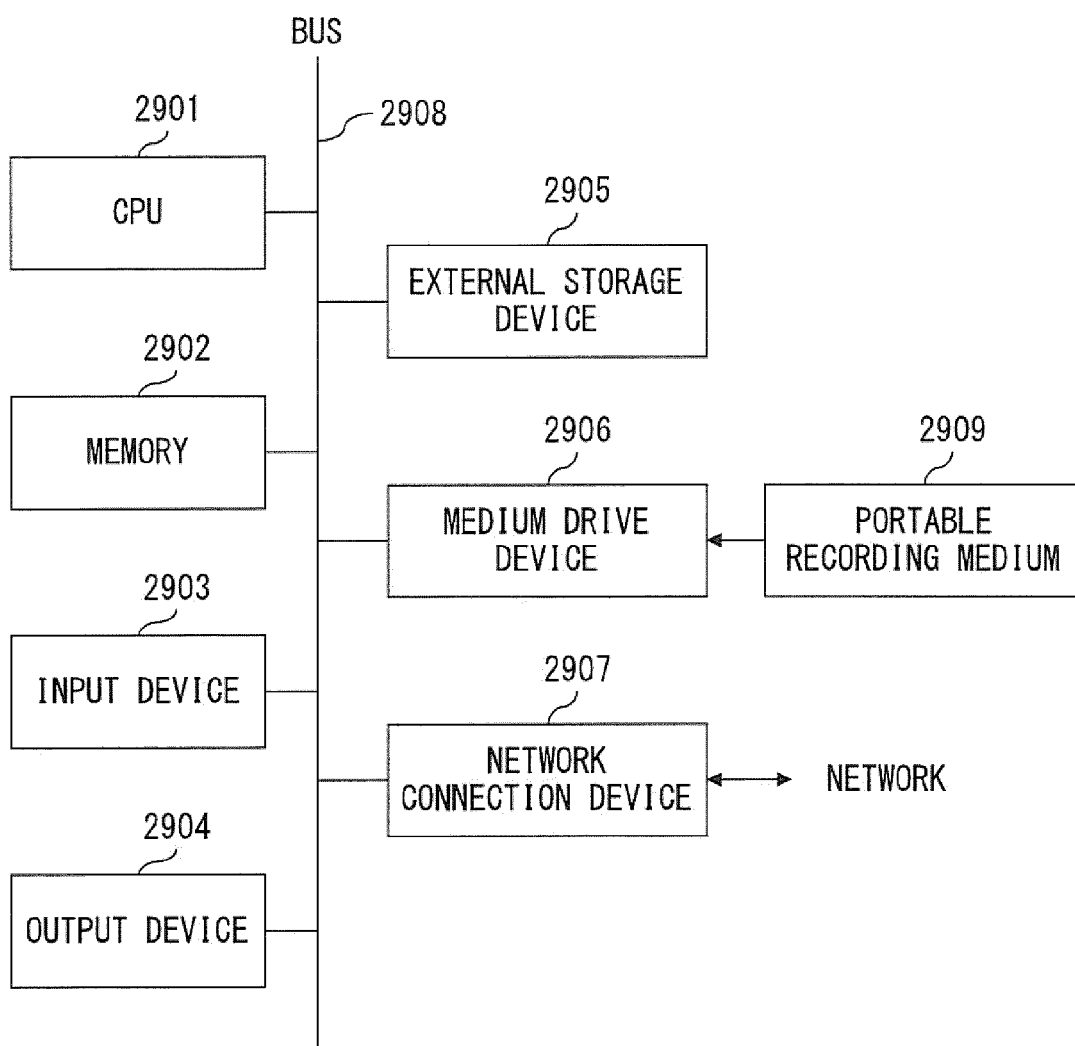 BUS
2908
2901
CPU
2905
EXTERNAL STORAGE
DEVICE
2902
MEMORY
2906
MEDIUM DRIVE
DEVICE
2909
PORTABLE
RECORDING MEDIUM
2903
INPUT DEVICE
2907
NETWORK
CONNECTION DEVICE
NETWORK
2904
OUTPUT DEVICE